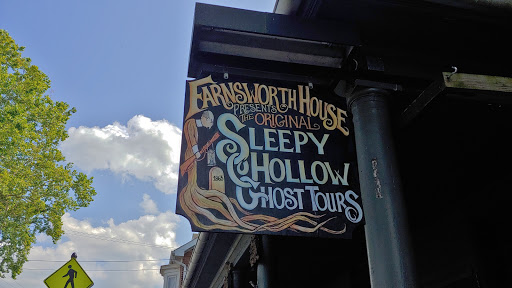 FARNSWORTH HOUSE
PRESENTS
THE ORIGINAL
SLEEPY
HOLLOW
GHOST TOURS